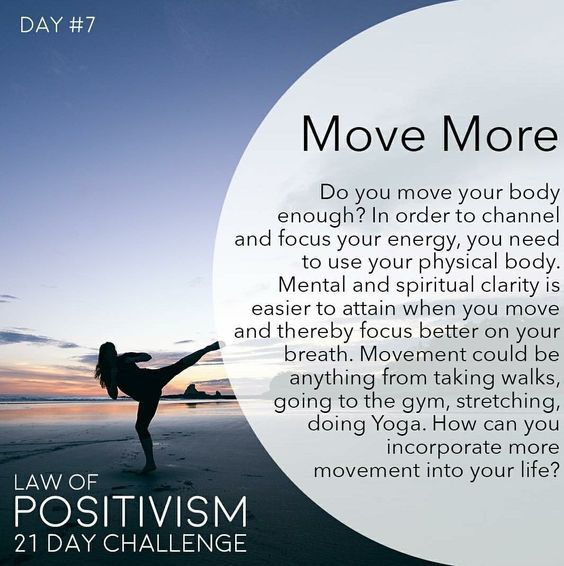 DAY #7
Move More
Do you move your body
enough? In order to channel
and focus your energy, you need
to use your physical body.
Mental and spiritual clarity is
easier to attain when you move
and thereby focus better on your
breath. Movement could be
anything from taking walks,
going to the gym, stretching,
doing Yoga. How can you
incorporate more
movement into your life?
LAW OF
POSITIVISM
21 DAY CHALLENGE